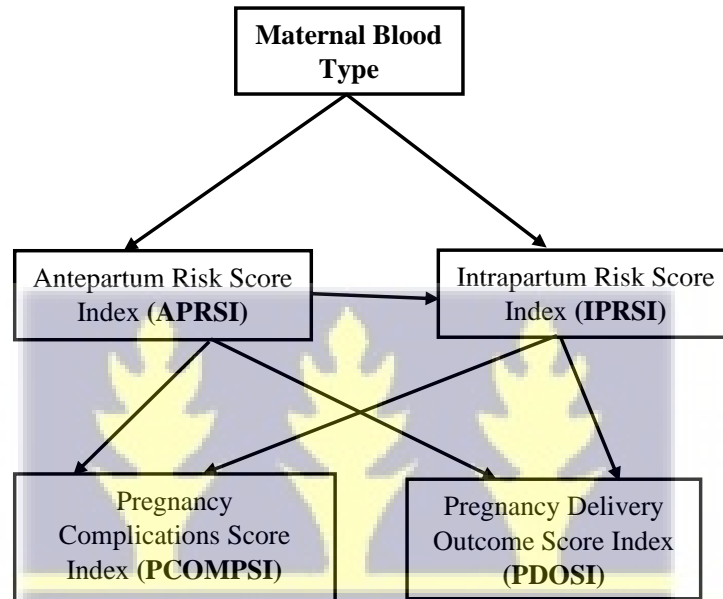 Maternal Blood
Type
Antepartum Risk Score
Index (APRSI)
Intrapartum Risk Score
Index (IPRSI)
Pregnancy
Complications Score
Index (PCOMPSI)
Pregnancy Delivery
Outcome Score Index
(PDOSI)